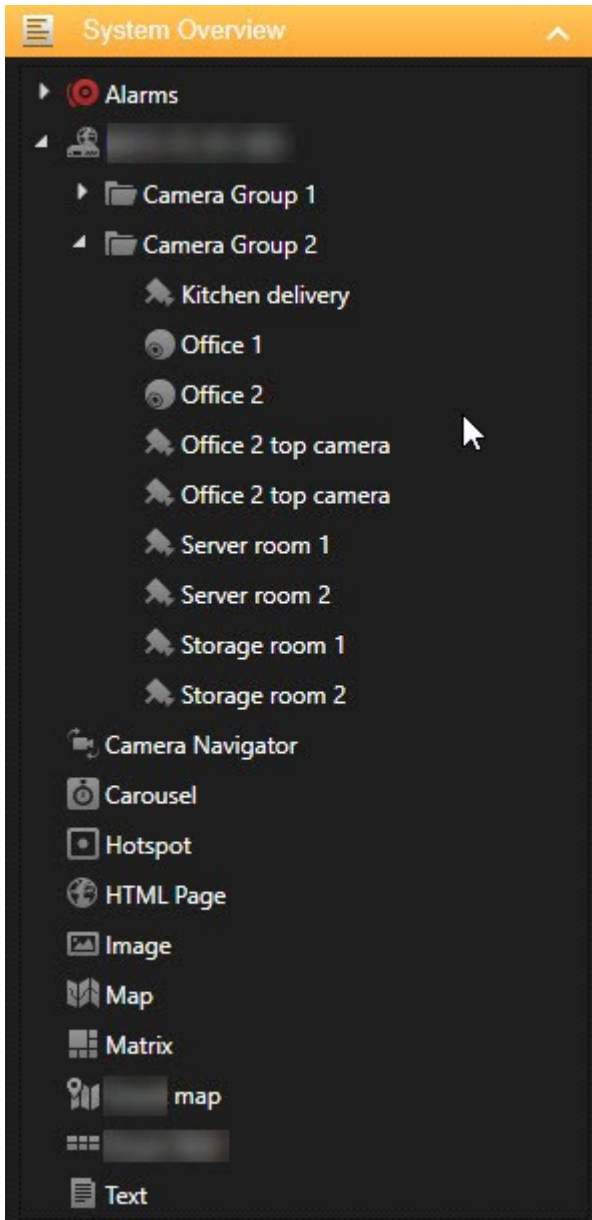 System Overview
Alarms
Camera Group 1
Camera Group 2
Kitchen delivery
Office 1
Office 2
Office 2 top camera
Office 2 top camera
Server room 1
Server room 2
Storage room 1
Storage room 2
Camera Navigator
Carousel
Hotspot
HTML Page
Image
Map
Matrix
map
Text